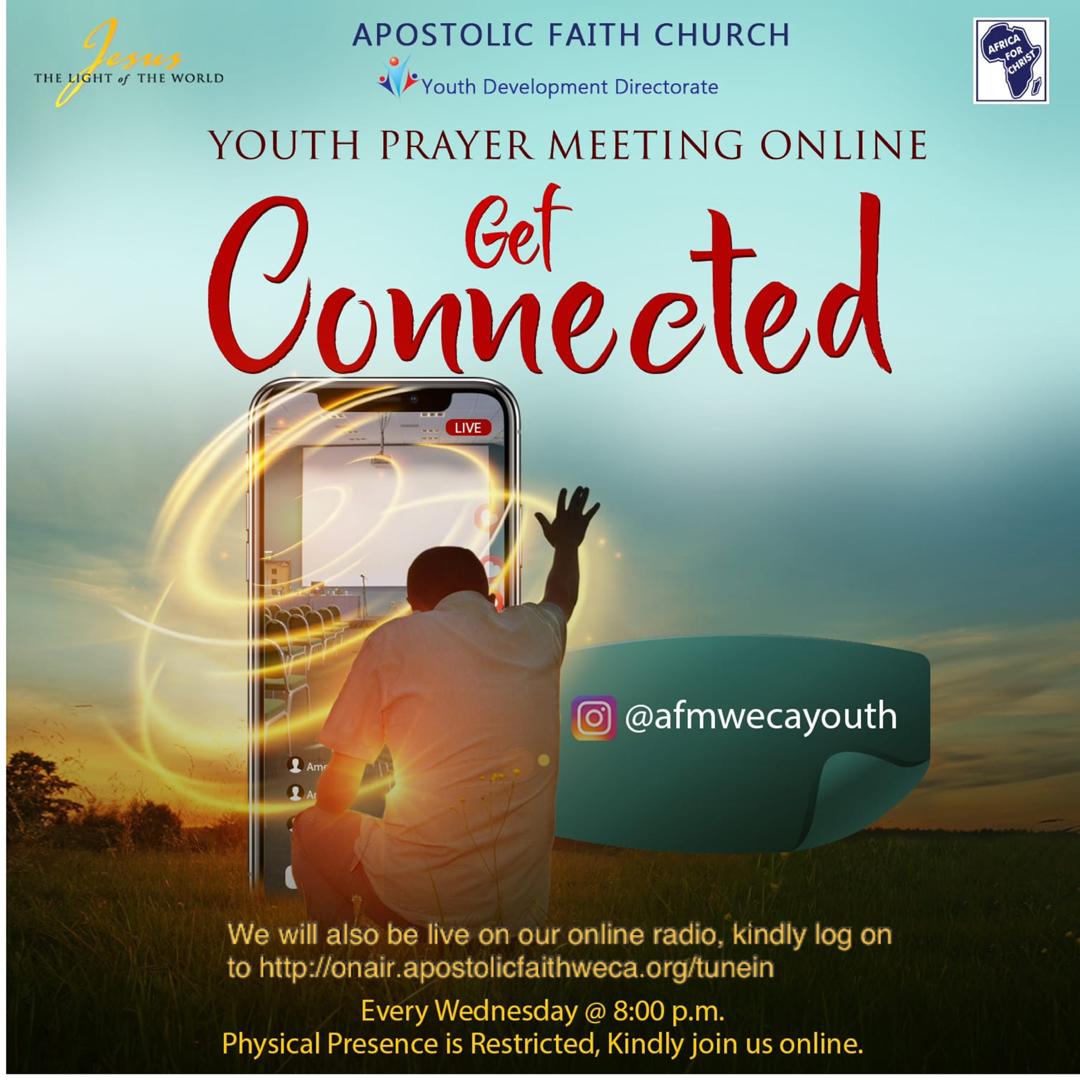 Jesus
THE LIGHT of THE WORLD
APOSTOLIC FAITH CHURCH
Youth Development Directorate
AFRICA
FOR
CHRIST
YOUTH PRAYER MEETING ONLINE
Get
Connected
LIVE
@afmwecayouth
We will also be live on our online radio, kindly log on
to http://onair.apostolicfaithweca.org/tunein
Every Wednesday @ 8:00 p.m.
Physical Presence is Restricted, Kindly join us online.